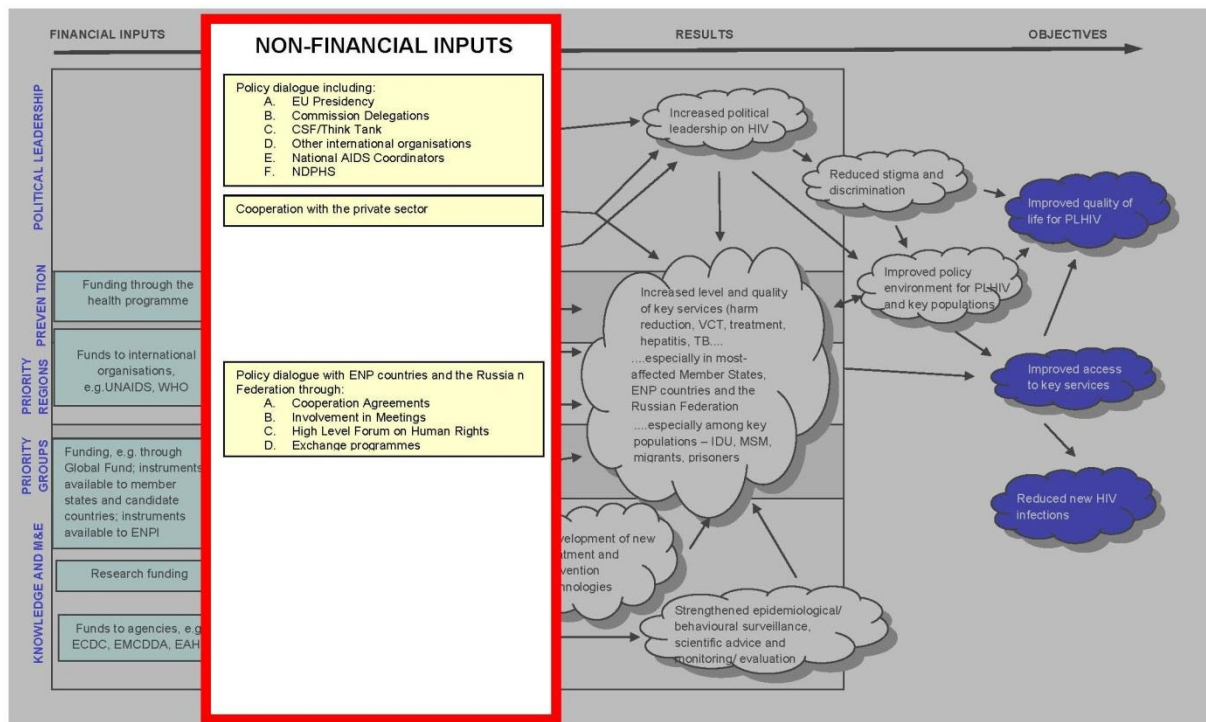 FINANCIAL INPUTS
NON-FINANCIAL INPUTS
RESULTS
OBJECTIVES
POLITICAL LEADERSHIP
PREVENTION
PRIORITY
REGIONS
PRIORITY
GROUPS
KNOWLEDGE AND M&E
Funding through the
health programme
Funds to international
organisations,
e.g.UNAIDS, WHO
Funding, e.g. through
Global Fund; instruments
available to member
states and candidate
countries; instruments
available to ENPI
Research funding
Funds to agencies, e.g.
ECDC, EMCDDA,
Policy dialogue including:
A. EU Presidency
B. Commission Delegations
C. CSF/Think Tank
D. Other international organisations
E. National AIDS Coordinators
F. NDPHS
Cooperation with the private sector
Policy dialogue with ENP countries and the Russia n
Federation through:
A. Cooperation Agreements
B. Involvement in Meetings
C. High Level Forum on Human Rights
D. Exchange programmes
Increased political
leadership on HIV
Reduced stigma and
discrimination
Improved policy
environment for PLHIV
and key populations
Increased level and quality
of key services (harm
reduction, VCT, treatment,
hepatitis, TB....
....especially in most-
affected Member States,
ENP countries and the
Russian Federation
....especially among key
populations – IDU, MSM,
migrants, prisoners
of new
and
Strengthened epidemiological/
behavioural surveillance,
scientific advice and
monitoring/ evaluation
Improved quality of
life for PLHIV
Improved access
to key services
Reduced new HIV
infections